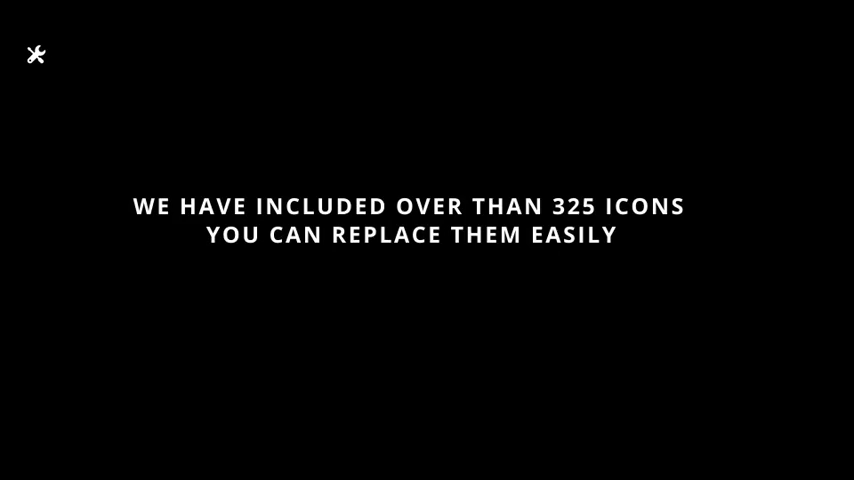 WE HAVE INCLUDED OVER THAN 325 ICONS
YOU CAN REPLACE THEM EASILY